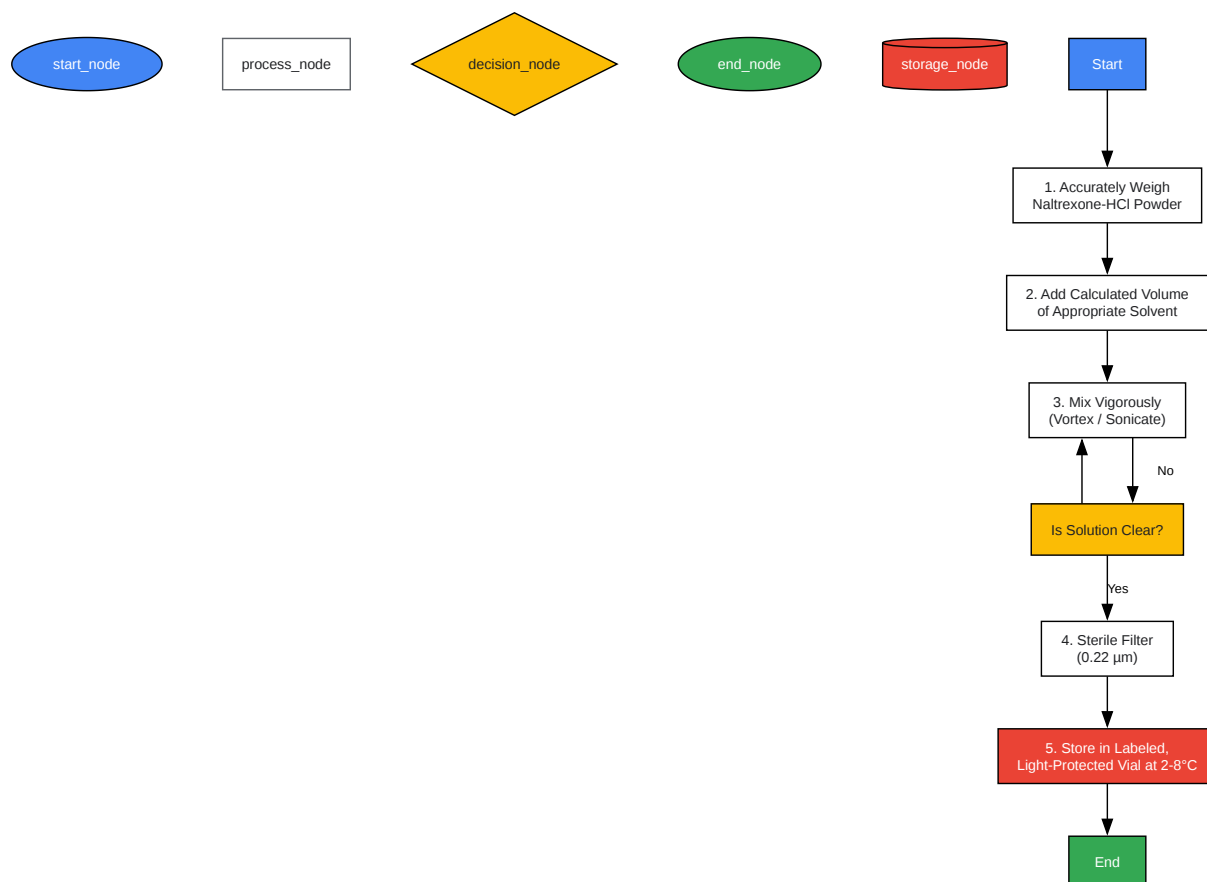 start_node
process_node
decision_node
end_node
storage_node
Start
1. Accurately Weigh
Naltrexone-HCl Powder
2. Add Calculated Volume
of Appropriate Solvent
3. Mix Vigorously
(Vortex / Sonicate)
No
Is Solution Clear?
Yes
4. Sterile Filter
(0.22 µm)
5. Store in Labeled,
Light-Protected Vial at 2-8°C
End